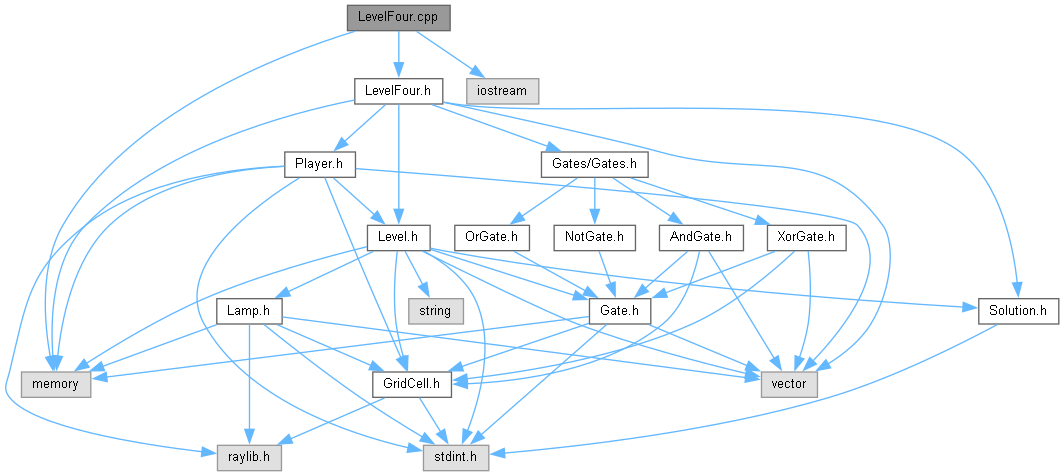 LevelFour.cpp
LevelFour.h
iostream
Player.h
Gates/Gates.h
Level.h
OrGate.h
NotGate.h
AndGate.h
XorGate.h
Lamp.h
string
Gate.h
Solution.h
memory
GridCell.h
vector
raylib.h
stdint.h